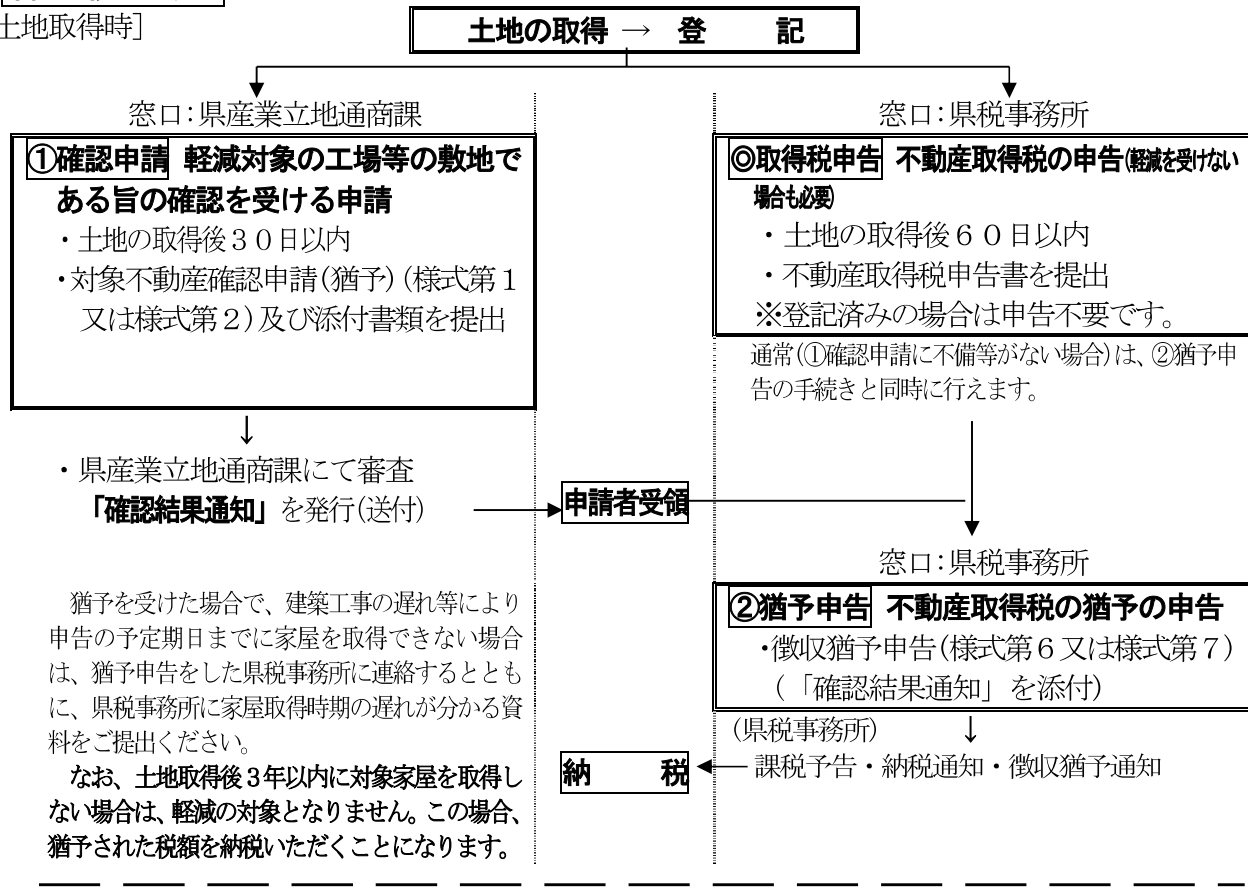 土地取得時］
土地の取得 → 登　　記
窓口：県産業立地通商課
①確認申請 軽減対象の工場等の敷地で
ある旨の確認を受ける申請
・土地の取得後３０日以内
・対象不動産確認申請(猶予)(様式第１
又は様式第２)及び添付書類を提出
↓
・県産業立地通商課にて審査
「確認結果通知」を発行(送付)
申請者受領
窓口：県税事務所
◎取得税申告 不動産取得税の申告(軽減を受けない
場合も必要)
・土地の取得後６０日以内
・不動産取得税申告書を提出
※登記済みの場合は申告不要です。
通常(①確認申請に不備等がない場合)は、②猶予申
告の手続きと同時に行えます。
窓口：県税事務所
②猶予申告 不動産取得税の猶予の申告
・徴収猶予申告(様式第６又は様式第７)
(「確認結果通知」を添付)
(県税事務所)　↓
課税予告・納税通知・徴収猶予通知
納　　税
猶予を受けた場合で、建築工事の遅れ等により
申告の予定期日までに家屋を取得できない場合
は、猶予申告をした県税事務所に連絡するととも
に、県税事務所に家屋取得時期の遅れが分かる資
料をご提出ください。
なお、土地取得後３年以内に対象家屋を取得し
ない場合は、軽減の対象となりません。この場合、
猶予された税額を納税いただくことになります。